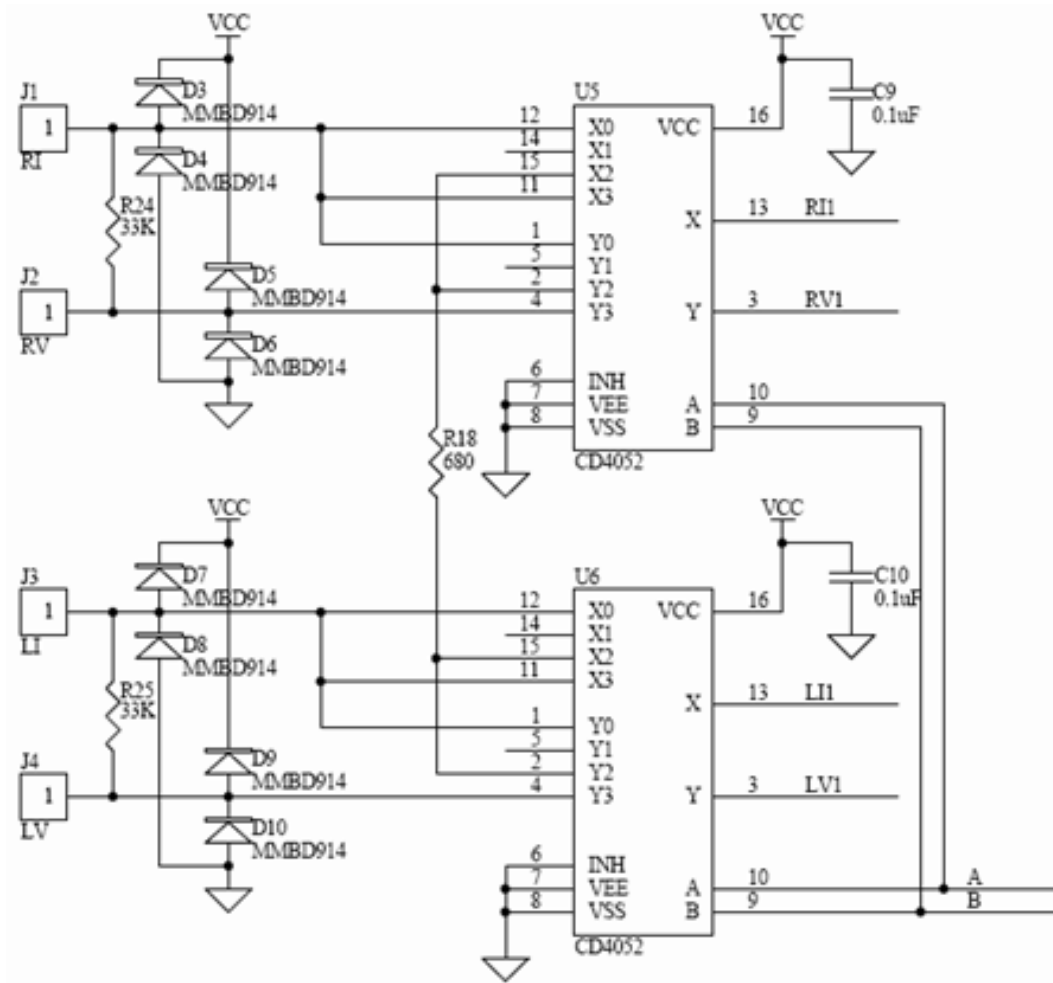 VCC
D3
MMBD914
J1
1
RI
D4
MMBD914
R24
33K
J2
1
RV
D5
MMBD914
D6
MMBD914
U5
12 X0
14 X1
15 X2
11 X3
1 Y0
5 Y1
2 Y2
4 Y3
6 INH
7 VEE
8 VSS
CD4052
VCC 16
X 13 RI1
Y 3 RV1
A 10
B 9
VCC
C9
0.1uF
R18
680
VCC
D7
MMBD914
J3
1
LI
D8
MMBD914
R25
33K
J4
1
LV
D9
MMBD914
D10
MMBD914
U6
12 X0
14 X1
15 X2
11 X3
1 Y0
5 Y1
2 Y2
4 Y3
6 INH
7 VEE
8 VSS
CD4052
VCC 16
X 13 LI1
Y 3 LV1
A 10 A
B 9 B
VCC
C10
0.1uF